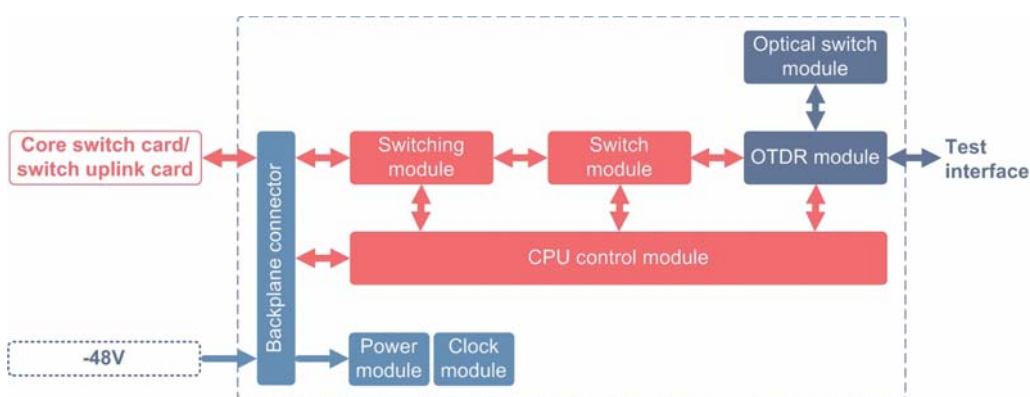 Optical switch
module
Core switch card/
switch uplink card
Backplane connector
Switching
module
Switch
module
OTDR module
Test
interface
CPU control module
-48V
Power
module
Clock
module